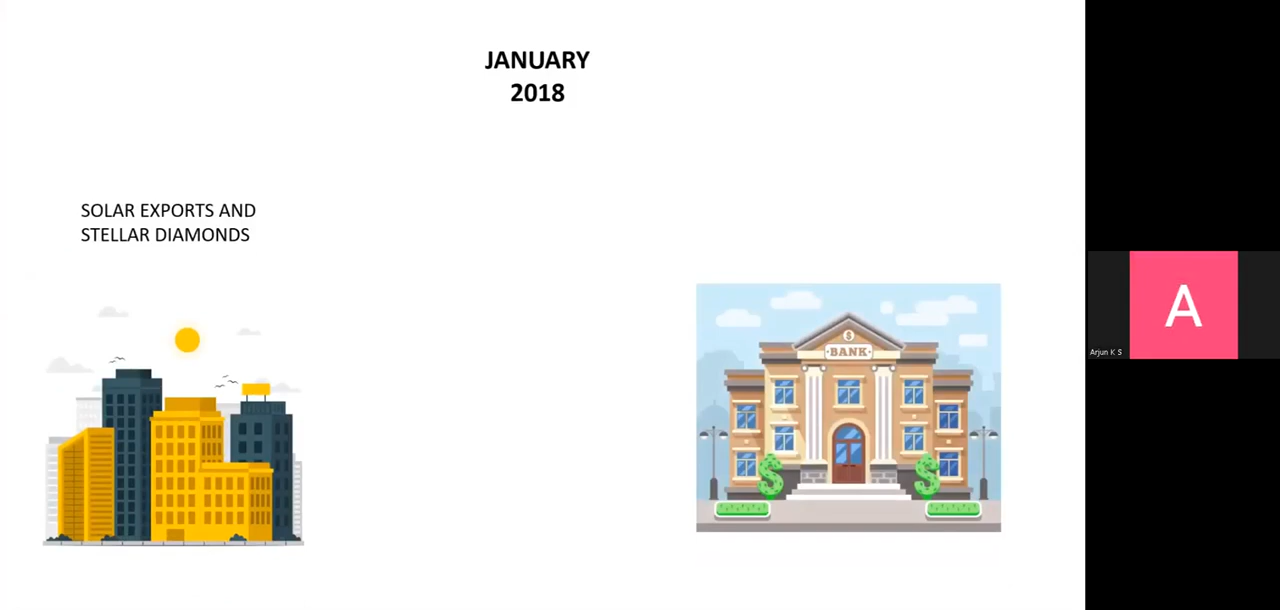 JANUARY
2018
SOLAR EXPORTS AND
STELLAR DIAMONDS
$
BANK
$ $
A
Arjun K S